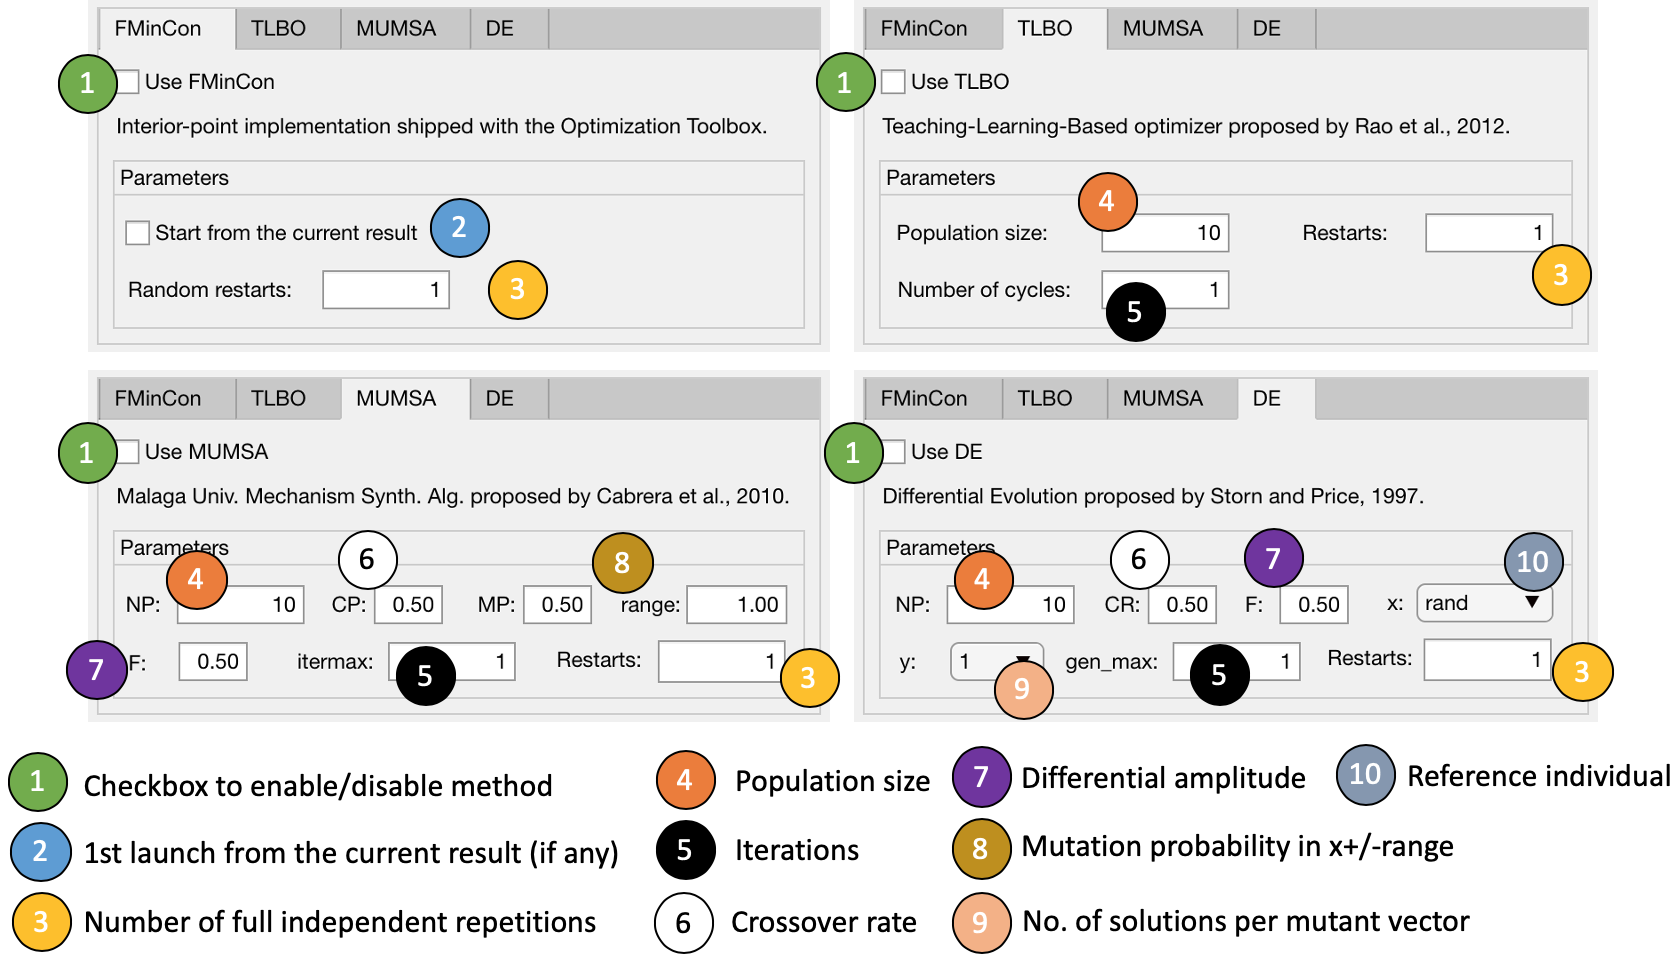 FMinCon TLBO MUMSA DE
1 Use FMinCon
Interior-point implementation shipped with the Optimization Toolbox.
Parameters
Start from the current result 2
Random restarts: 1 3
FMinCon TLBO MUMSA DE
1 Use TLBO
Teaching-Learning-Based optimizer proposed by Rao et al., 2012.
Parameters
4
Population size: 10 Restarts: 1
3
Number of cycles: 1
5
FMinCon TLBO MUMSA DE
1 Use MUMSA
Malaga Univ. Mechanism Synth. Alg. proposed by Cabrera et al., 2010.
Parameters
4 6 8
NP: 10 CP: 0.50 MP: 0.50 range: 1.00
7 F: 0.50 itermax: 1 Restarts: 1
5 3
FMinCon TLBO MUMSA DE
1 Use DE
Differential Evolution proposed by Storn and Price, 1997.
Parameters
4 6 7 10
NP: 10 CR: 0.50 F: 0.50 x: rand
y: 1 gen_max: 1 Restarts: 1
9 5 3
1 Checkbox to enable/disable method
2 1st launch from the current result (if any)
3 Number of full independent repetitions
4 Population size
5 Iterations
6 Crossover rate
7 Differential amplitude
8 Mutation probability in x+/-range
9 No. of solutions per mutant vector
10 Reference individual